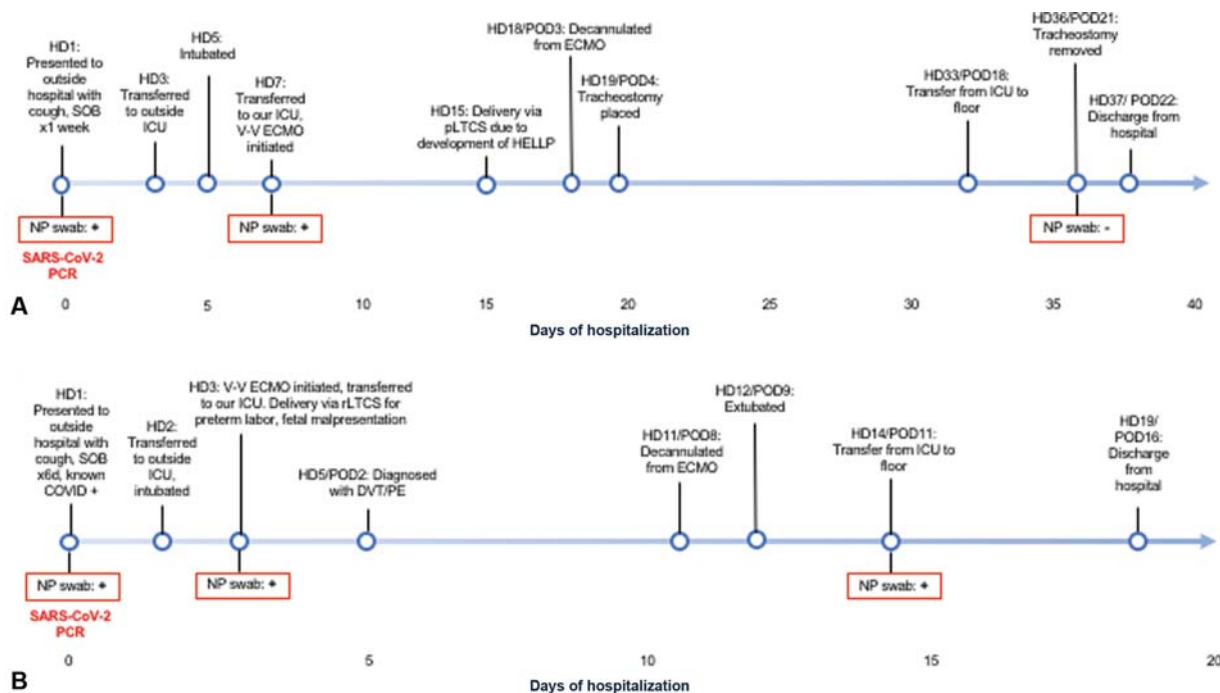 HD1:
Presented to
outside
hospital with
cough, SOB
x1 week
HD3:
Transferred
to outside
ICU
HD5:
Intubated
HD7:
Transferred
to our ICU,
V-V ECMO
initiated
HD15: Delivery via
pLTCS due to
development of HELLP
HD18/POD3: Decannulated
from ECMO
HD19/POD4:
Tracheostomy
placed
HD33/POD18:
Transfer from ICU to
floor
HD36/POD21:
Tracheostomy
removed
HD37/ POD22:
Discharge from
hospital
NP swab: +
SARS-CoV-2
PCR
NP swab: +
NP swab: -
A
0 5 10 15 20 25 30 35 40
Days of hospitalization
HD1:
Presented to
outside
hospital with
cough, SOB
x6d, known
COVID +
HD2:
Transferred
to outside
ICU,
intubated
HD3: V-V ECMO initiated, transferred
to our ICU. Delivery via rLTCS for
preterm labor, fetal malpresentation
HD5/POD2: Diagnosed
with DVT/PE
HD11/POD8:
Decannulated
from ECMO
HD12/POD9:
Extubated
HD14/POD11:
Transfer from ICU to
floor
HD19/
POD16:
Discharge
from
hospital
NP swab: +
SARS-CoV-2
PCR
NP swab: +
NP swab: +
B
0 5 10 15 20
Days of hospitalization